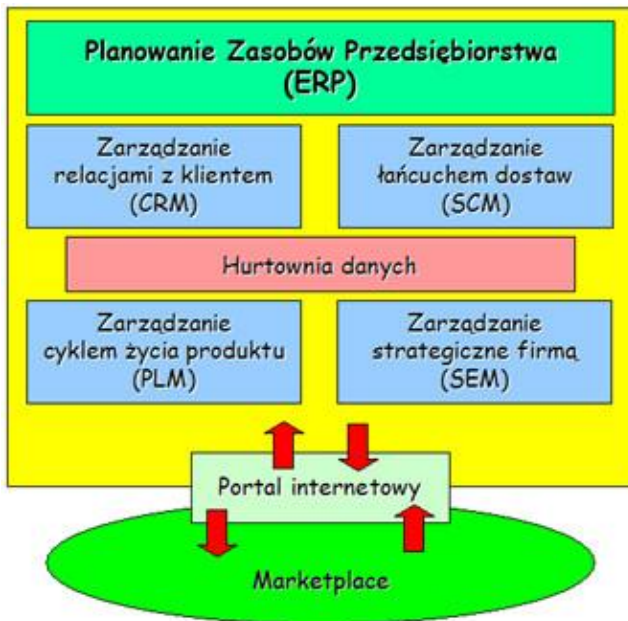 Planowanie Zasobów Przedsiębiorstwa
(ERP)
Zarządzanie
relacjami z klientem
(CRM)
Zarządzanie
łańcuchem dostaw
(SCM)
Hurtownia danych
Zarządzanie
cyklem życia produktu
(PLM)
Zarządzanie
strategiczne firmą
(SEM)
Portal internetowy
Marketplace